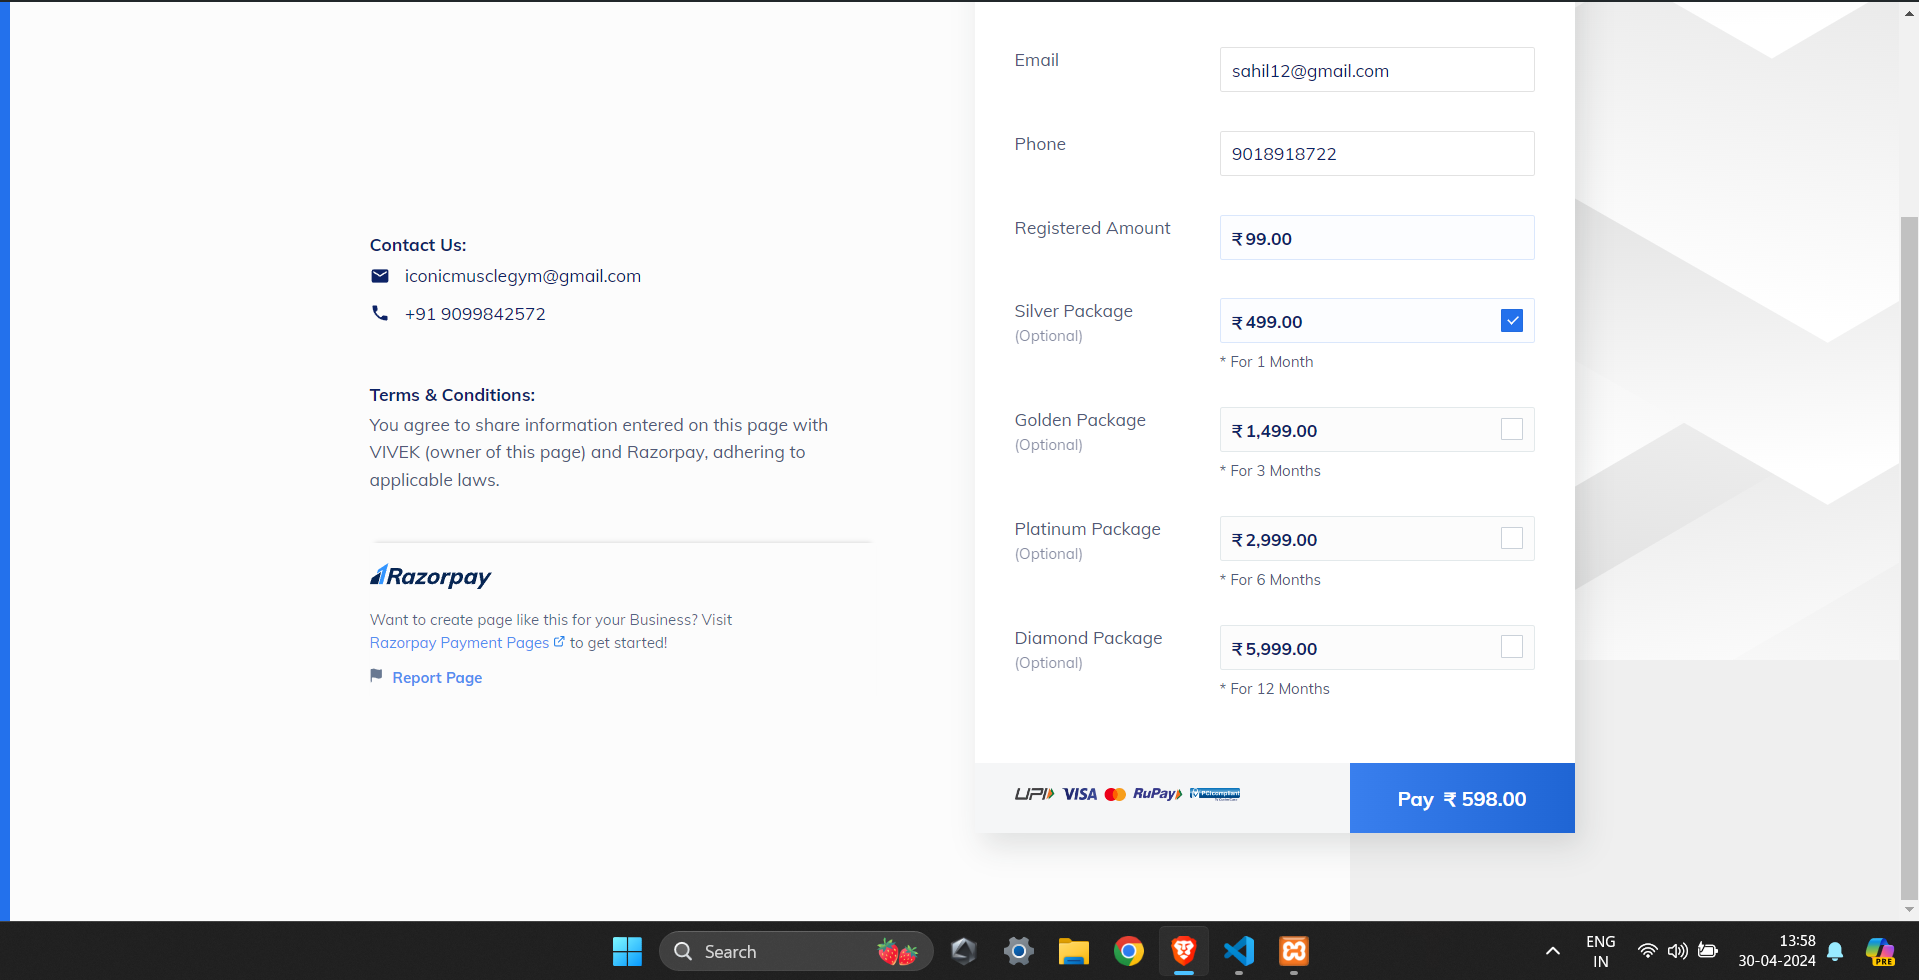 Email
sahil12@gmail.com
Phone
9018918722
Registered Amount
₹ 99.00
Silver Package
(Optional)
₹ 499.00
* For 1 Month
Golden Package
(Optional)
₹ 1,499.00
* For 3 Months
Platinum Package
(Optional)
₹ 2,999.00
* For 6 Months
Diamond Package
(Optional)
₹ 5,999.00
* For 12 Months
UPI VISA RuPay PCI compliant
Pay ₹ 598.00
Contact Us:
iconicmusclegym@gmail.com
+91 9099842572
Terms & Conditions:
You agree to share information entered on this page with
VIVEK (owner of this page) and Razorpay, adhering to
applicable laws.
Razorpay
Want to create page like this for your Business? Visit
Razorpay Payment Pages to get started!
Report Page
Search
ENG
IN
13:58
30-04-2024
PRE